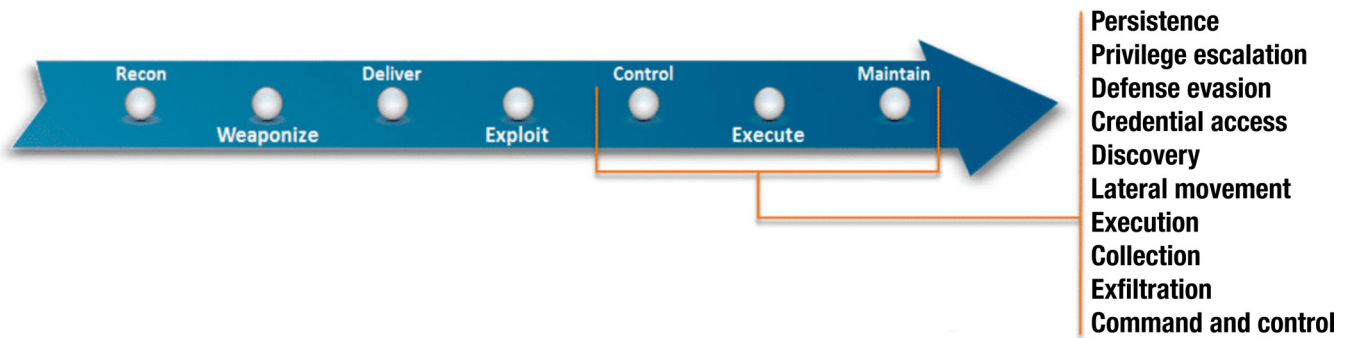 Recon
Weaponize
Deliver
Exploit
Control
Execute
Maintain
Persistence
Privilege escalation
Defense evasion
Credential access
Discovery
Lateral movement
Execution
Collection
Exfiltration
Command and control